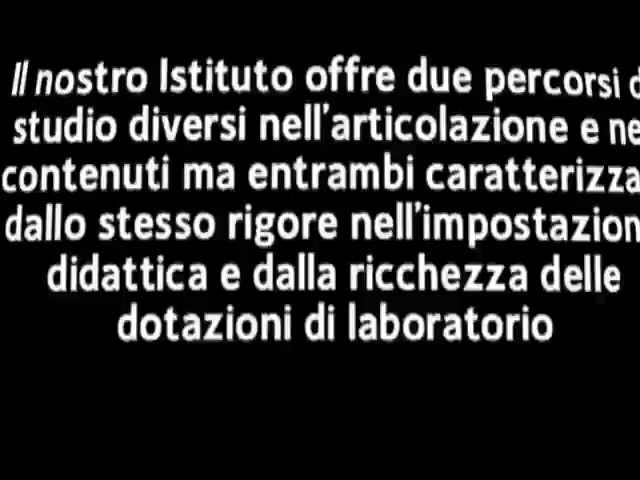 Il nostro Istituto offre due percorsi d
studio diversi nell'articolazione e ne
contenuti ma entrambi caratterizza
dallo stesso rigore nell'impostazion
didattica e dalla ricchezza delle
dotazioni di laboratorio